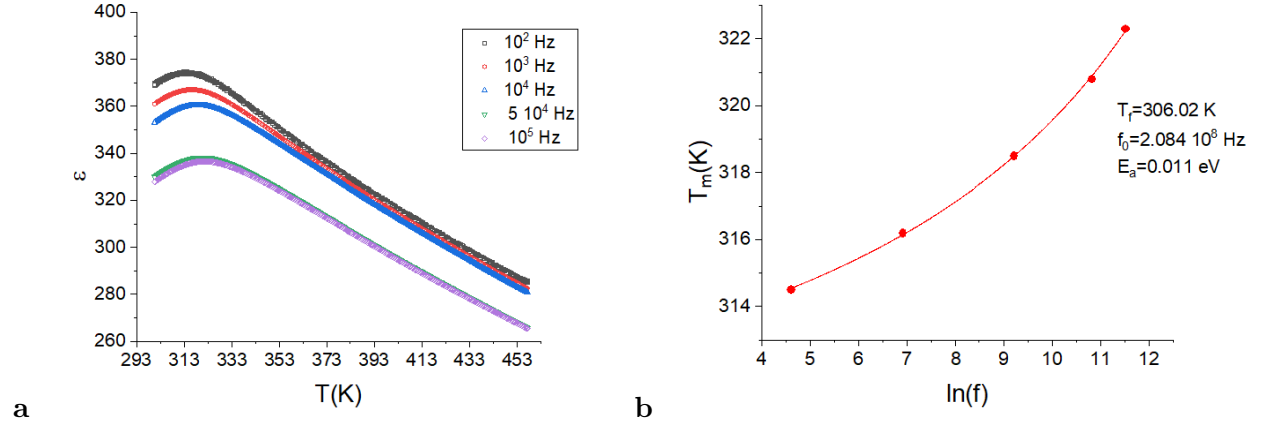 400
380
360
340
320
300
280
260
ε
293 313 333 353 373 393 413 433 453
T(K)
10² Hz
10³ Hz
10⁴ Hz
5 10⁴ Hz
10⁵ Hz
a
322
320
318
316
314
Tₘ(K)
4 5 6 7 8 9 10 11 12
ln(f)
T_f=306.02 K
f₀=2.084 10⁸ Hz
Eₐ=0.011 eV
b